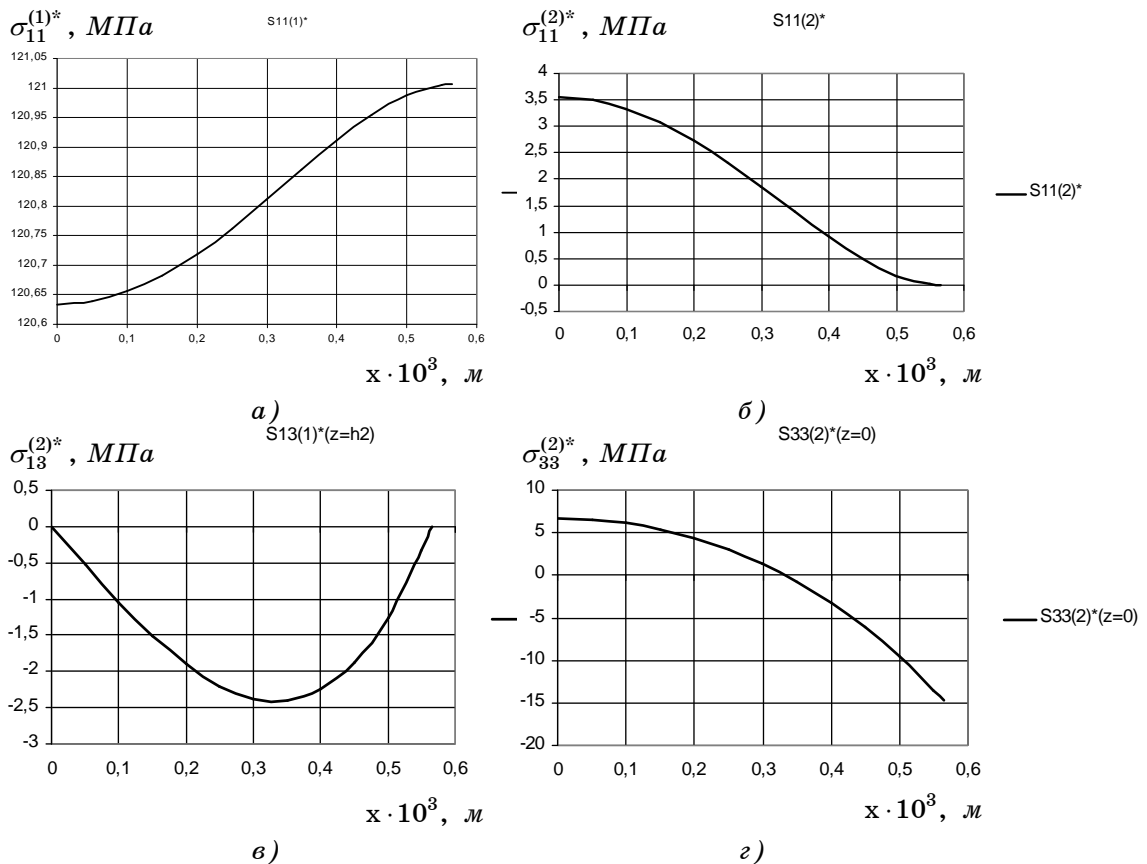 σ₁₁⁽¹⁾* , МПа
S11(1)*
121,05
121
120,95
120,9
120,85
120,8
120,75
120,7
120,65
120,6
0 0,1 0,2 0,3 0,4 0,5 0,6
x · 10³, м
а)
σ₁₁⁽²⁾* , МПа
S11(2)*
4
3,5
3
2,5
2
1,5
1
0,5
0
-0,5
0 0,1 0,2 0,3 0,4 0,5 0,6
S11(2)*
x · 10³, м
б)
σ₁₃⁽²⁾* , МПа
S13(1)*(z=h2)
0,5
0
-0,5
-1
-1,5
-2
-2,5
-3
0 0,1 0,2 0,3 0,4 0,5 0,6
x · 10³, м
в)
σ₃₃⁽²⁾* , МПа
S33(2)*(z=0)
10
5
0
-5
-10
-15
-20
0 0,1 0,2 0,3 0,4 0,5 0,6
S33(2)*(z=0)
x · 10³, м
г)